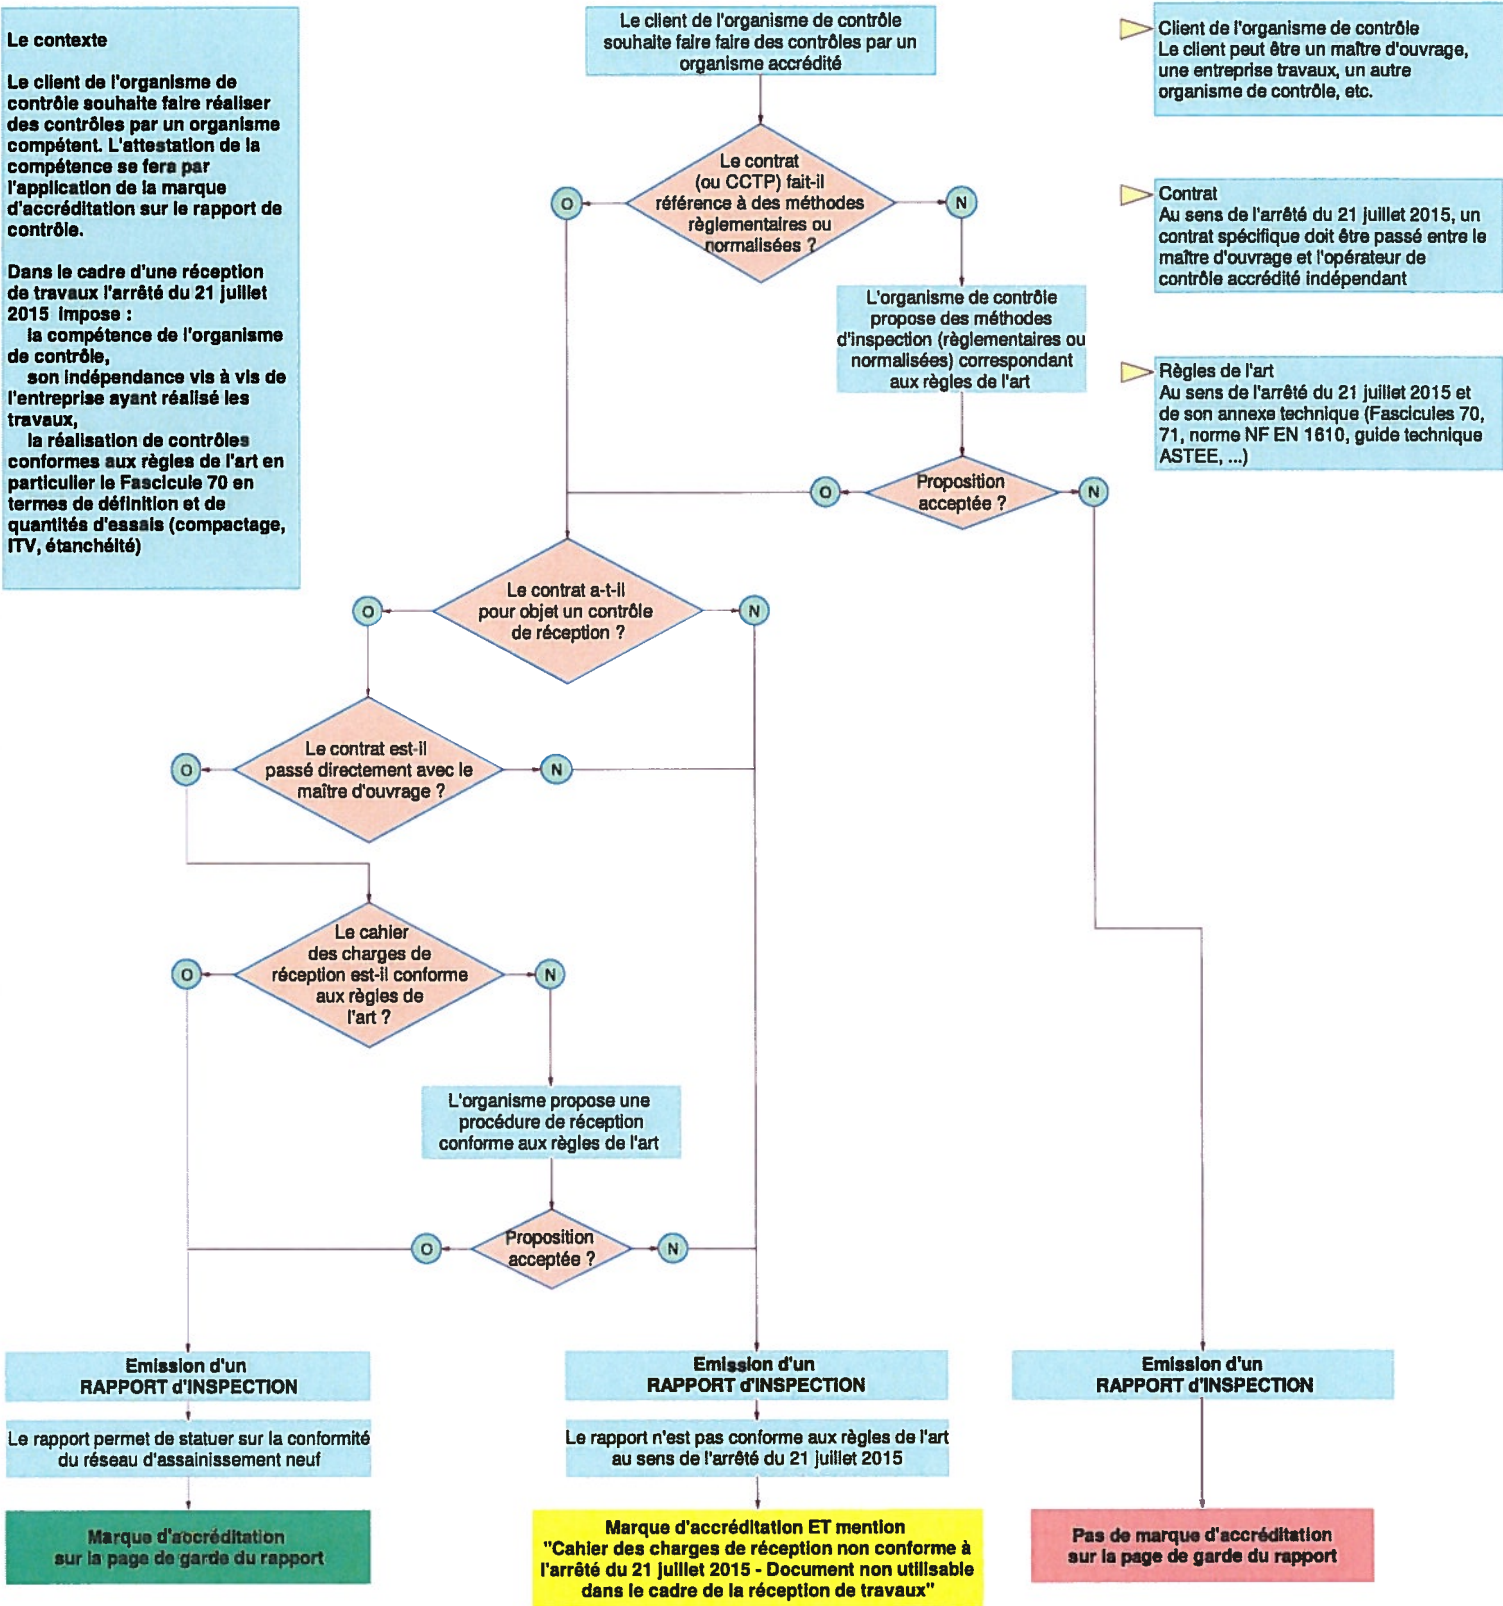 Le contexte
Le client de l'organisme de
contrôle souhaite faire réaliser
des contrôles par un organisme
compétent. L'attestation de la
compétence se fera par
l'application de la marque
d'accréditation sur le rapport de
contrôle.
Dans le cadre d'une réception
de travaux l'arrêté du 21 juillet
2015 impose :
la compétence de l'organisme
de contrôle,
son indépendance vis à vis de
l'entreprise ayant réalisé les
travaux,
la réalisation de contrôles
conformes aux règles de l'art en
particulier le Fascicule 70 en
termes de définition et de
quantités d'essais (compactage,
ITV, étanchéité)
Le client de l'organisme de contrôle
souhaite faire faire des contrôles par un
organisme accrédité
Client de l'organisme de contrôle
Le client peut être un maître d'ouvrage,
une entreprise travaux, un autre
organisme de contrôle, etc.
Le contrat
(ou CCTP) fait-il
référence à des méthodes
règlementaires ou
normalisées ?
O
N
Contrat
Au sens de l'arrêté du 21 juillet 2015, un
contrat spécifique doit être passé entre le
maître d'ouvrage et l'opérateur de
contrôle accrédité indépendant
L'organisme de contrôle
propose des méthodes
d'inspection (règlementaires ou
normalisées) correspondant
aux règles de l'art
Règles de l'art
Au sens de l'arrêté du 21 juillet 2015 et
de son annexe technique (Fascicules 70,
71, norme NF EN 1610, guide technique
ASTEE, ...)
Proposition
acceptée ?
O
N
Le contrat a-t-il
pour objet un contrôle
de réception ?
O
N
Le contrat est-il
passé directement avec le
maître d'ouvrage ?
O
N
Le cahier
des charges de
réception est-il conforme
aux règles de
l'art ?
O
N
L'organisme propose une
procédure de réception
conforme aux règles de l'art
Proposition
acceptée ?
O
N
Emission d'un
RAPPORT d'INSPECTION
Le rapport permet de statuer sur la conformité
du réseau d'assainissement neuf
Marque d'accréditation
sur la page de garde du rapport
Emission d'un
RAPPORT d'INSPECTION
Le rapport n'est pas conforme aux règles de l'art
au sens de l'arrêté du 21 juillet 2015
Marque d'accréditation ET mention
"Cahier des charges de réception non conforme à
l'arrêté du 21 juillet 2015 - Document non utilisable
dans le cadre de la réception de travaux"
Emission d'un
RAPPORT d'INSPECTION
Pas de marque d'accréditation
sur la page de garde du rapport